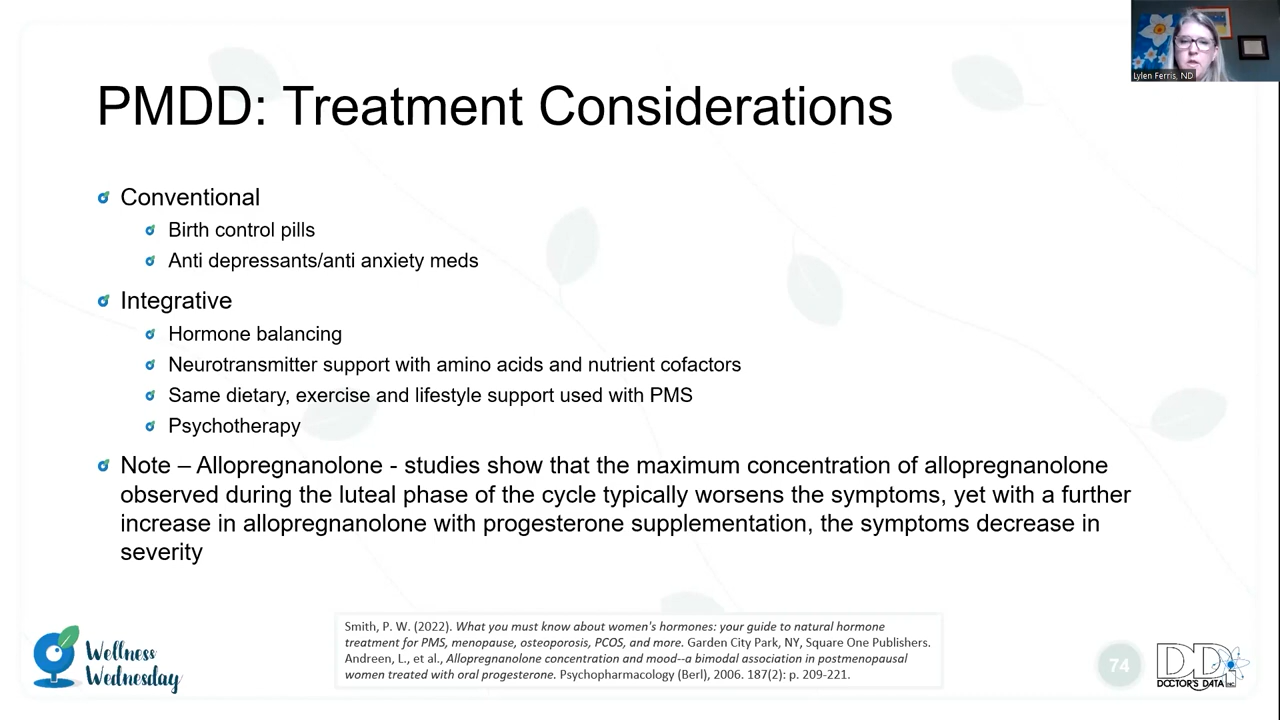 Lylen Ferris, ND
PMDD: Treatment Considerations
Conventional
Birth control pills
Anti depressants/anti anxiety meds
Integrative
Hormone balancing
Neurotransmitter support with amino acids and nutrient cofactors
Same dietary, exercise and lifestyle support used with PMS
Psychotherapy
Note – Allopregnanolone - studies show that the maximum concentration of allopregnanolone
observed during the luteal phase of the cycle typically worsens the symptoms, yet with a further
increase in allopregnanolone with progesterone supplementation, the symptoms decrease in
severity
Smith, P. W. (2022). What you must know about women's hormones: your guide to natural hormone
treatment for PMS, menopause, osteoporosis, PCOS, and more. Garden City Park, NY, Square One Publishers.
Andreen, L., et al., Allopregnanolone concentration and mood--a bimodal association in postmenopausal
women treated with oral progesterone. Psychopharmacology (Berl), 2006. 187(2): p. 209-221.
Wellness
Wednesday
74
DDI
DOCTOR'S DATA INC.